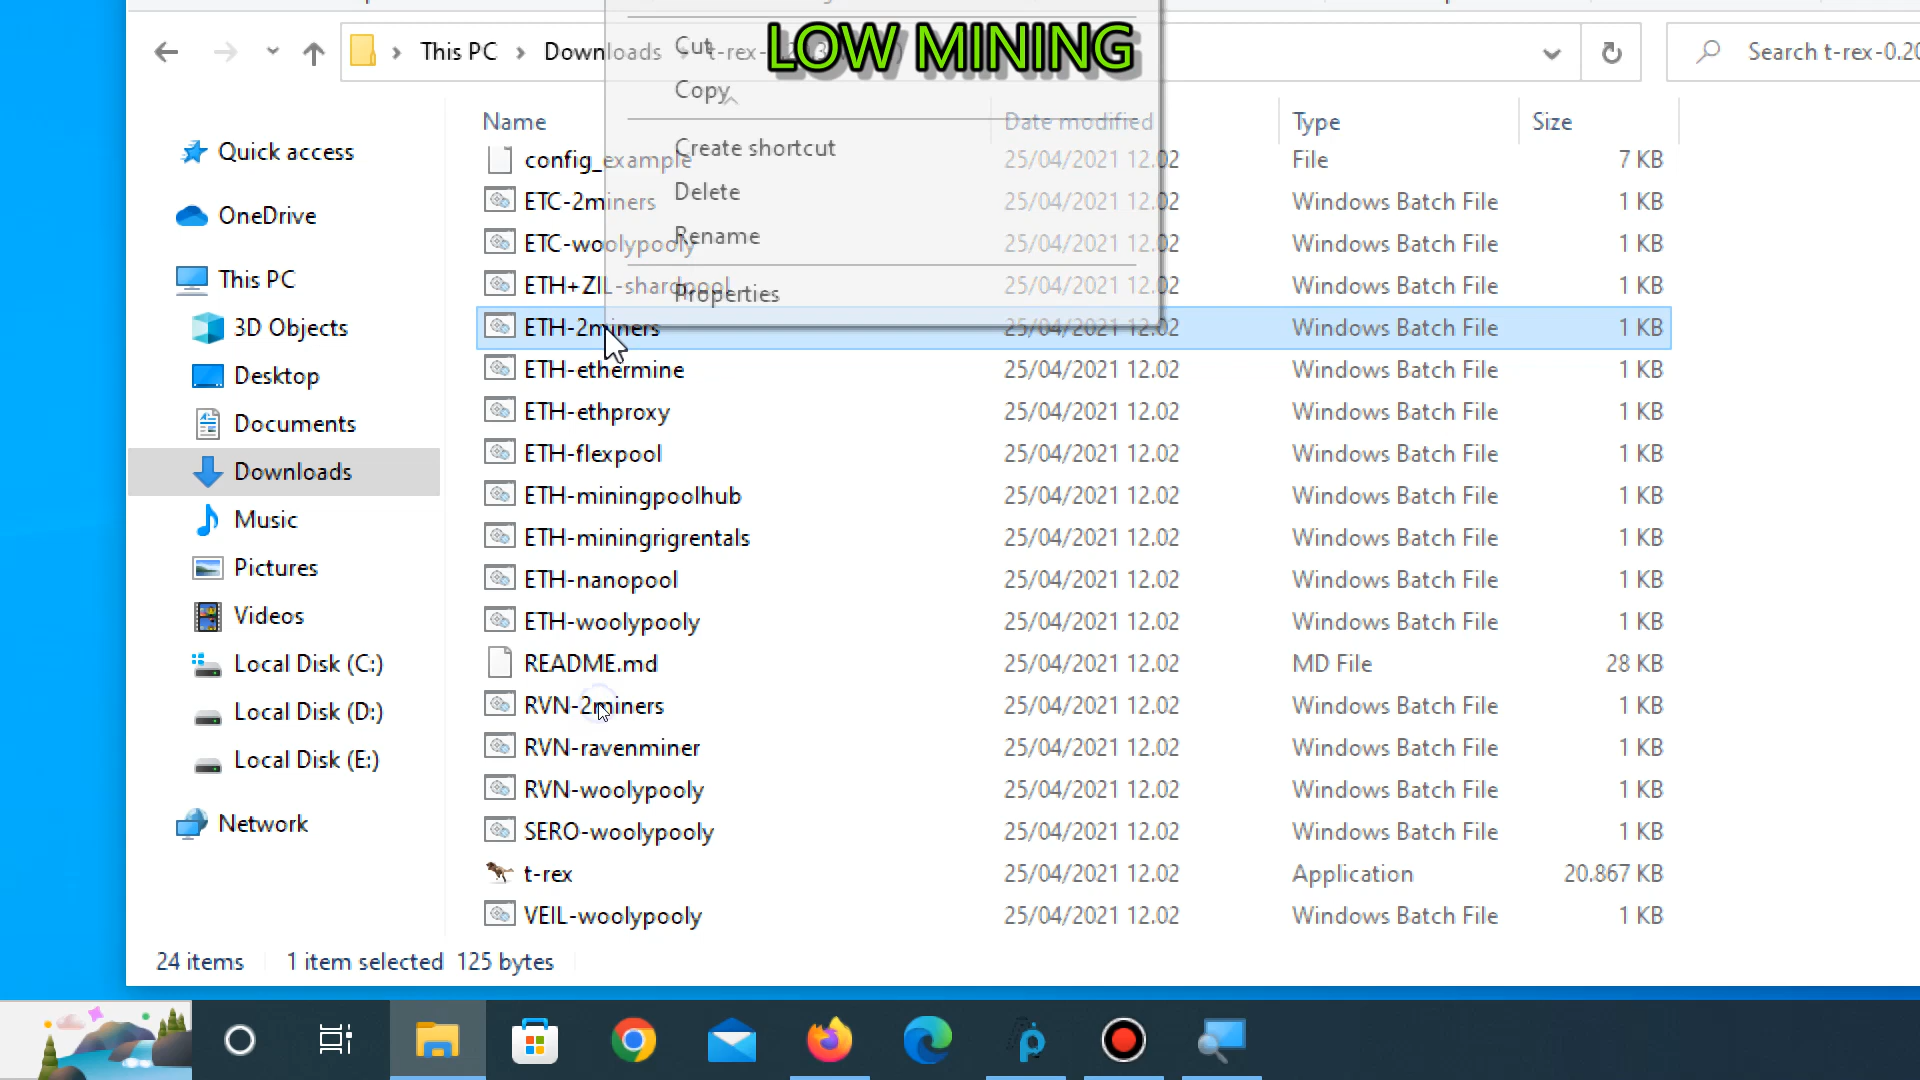 This PC > Downloads > t-rex-0.20
LOW MINING
Search t-rex-0.20
Cut
Copy
Create shortcut
Delete
Rename
Properties
Name Date modified Type Size
config_example 25/04/2021 12.02 File 7 KB
ETC-2miners 25/04/2021 12.02 Windows Batch File 1 KB
ETC-woolypooly 25/04/2021 12.02 Windows Batch File 1 KB
ETH+ZIL-shardpool 25/04/2021 12.02 Windows Batch File 1 KB
ETH-2miners 25/04/2021 12.02 Windows Batch File 1 KB
ETH-ethermine 25/04/2021 12.02 Windows Batch File 1 KB
ETH-ethproxy 25/04/2021 12.02 Windows Batch File 1 KB
ETH-flexpool 25/04/2021 12.02 Windows Batch File 1 KB
ETH-miningpoolhub 25/04/2021 12.02 Windows Batch File 1 KB
ETH-miningrigrentals 25/04/2021 12.02 Windows Batch File 1 KB
ETH-nanopool 25/04/2021 12.02 Windows Batch File 1 KB
ETH-woolypooly 25/04/2021 12.02 Windows Batch File 1 KB
README.md 25/04/2021 12.02 MD File 28 KB
RVN-2miners 25/04/2021 12.02 Windows Batch File 1 KB
RVN-ravenminer 25/04/2021 12.02 Windows Batch File 1 KB
RVN-woolypooly 25/04/2021 12.02 Windows Batch File 1 KB
SERO-woolypooly 25/04/2021 12.02 Windows Batch File 1 KB
t-rex 25/04/2021 12.02 Application 20.867 KB
VEIL-woolypooly 25/04/2021 12.02 Windows Batch File 1 KB
Quick access
OneDrive
This PC
3D Objects
Desktop
Documents
Downloads
Music
Pictures
Videos
Local Disk (C:)
Local Disk (D:)
Local Disk (E:)
Network
24 items 1 item selected 125 bytes